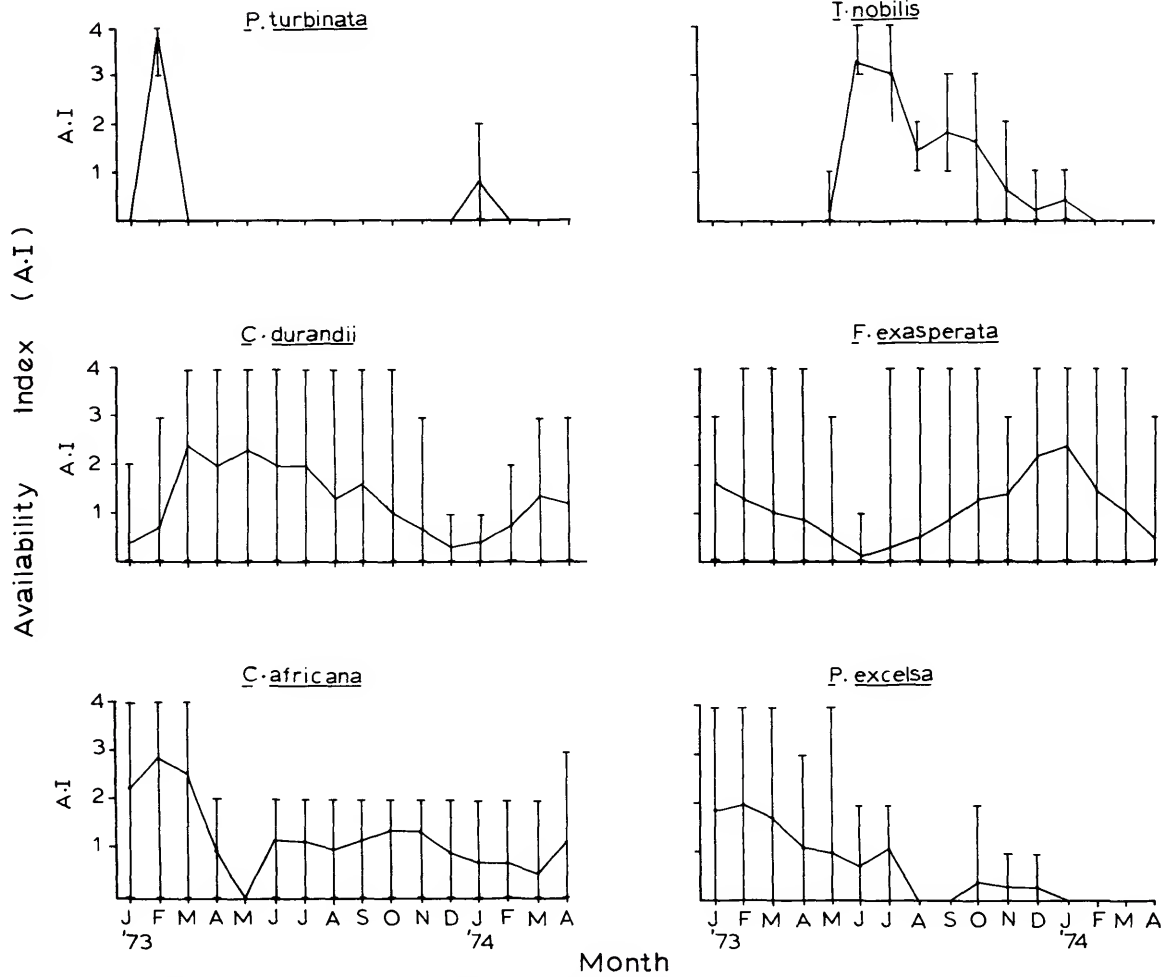 P. turbinata
T. nobilis
4
3
2
1
A.I
C. durandii
F. exasperata
4
3
2
1
A.I
Availability Index (A.I)
C. africana
P. excelsa
4
3
2
1
A.I
J F M A M J J A S O N D J F M A
'73 '74
J F M A M J J A S O N D J F M A
'73 '74
Month